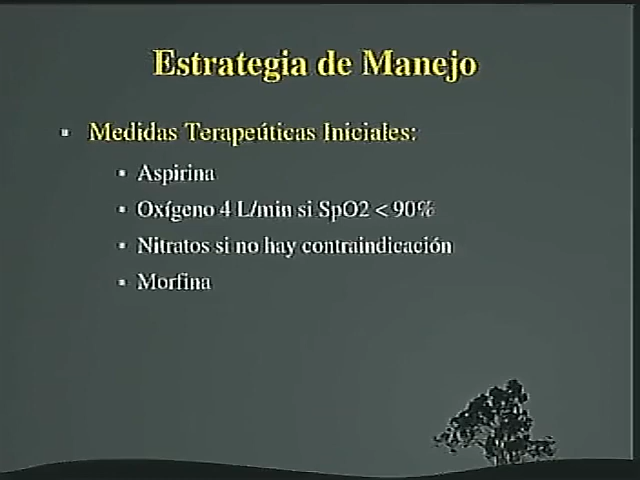 Estrategia de Manejo
▪ Medidas Terapeúticas Iniciales:
▪ Aspirina
▪ Oxígeno 4 L/min si SpO2 < 90%
▪ Nitratos si no hay contraindicación
▪ Morfina